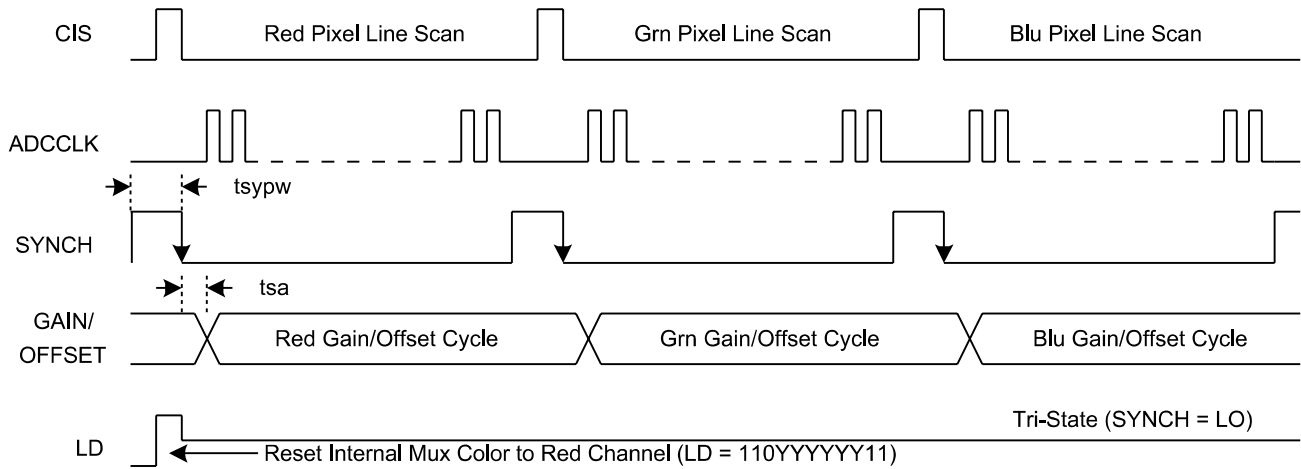 CIS
Red Pixel Line Scan
Grn Pixel Line Scan
Blu Pixel Line Scan
ADCCLK
tsypw
SYNCH
tsa
GAIN/
OFFSET
Red Gain/Offset Cycle
Grn Gain/Offset Cycle
Blu Gain/Offset Cycle
Tri-State (SYNCH = LO)
LD
Reset Internal Mux Color to Red Channel (LD = 110YYYYYY11)